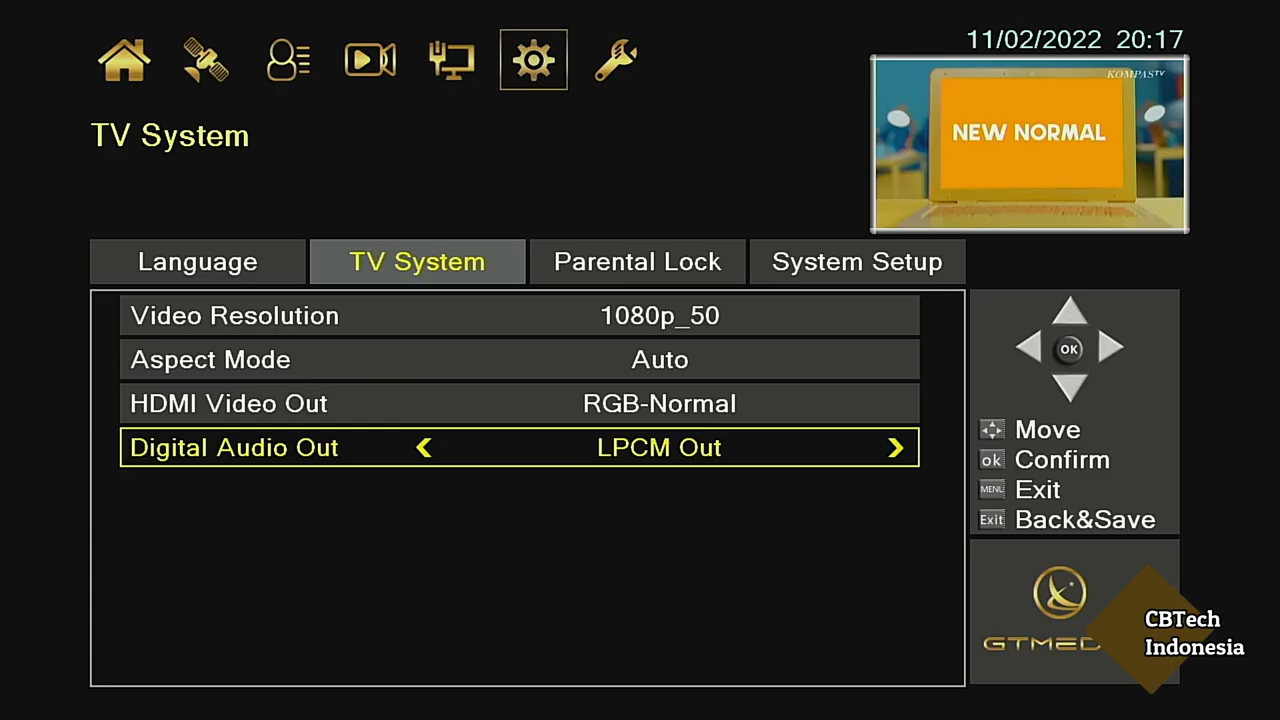 11/02/2022 20:17
TV System
KOMPASTV
NEW NORMAL
Language
TV System
Parental Lock
System Setup
Video Resolution 1080p_50
Aspect Mode Auto
HDMI Video Out RGB-Normal
Digital Audio Out LPCM Out
OK
Move
ok Confirm
MENU Exit
Exit Back&Save
GTMED
CBTech
Indonesia